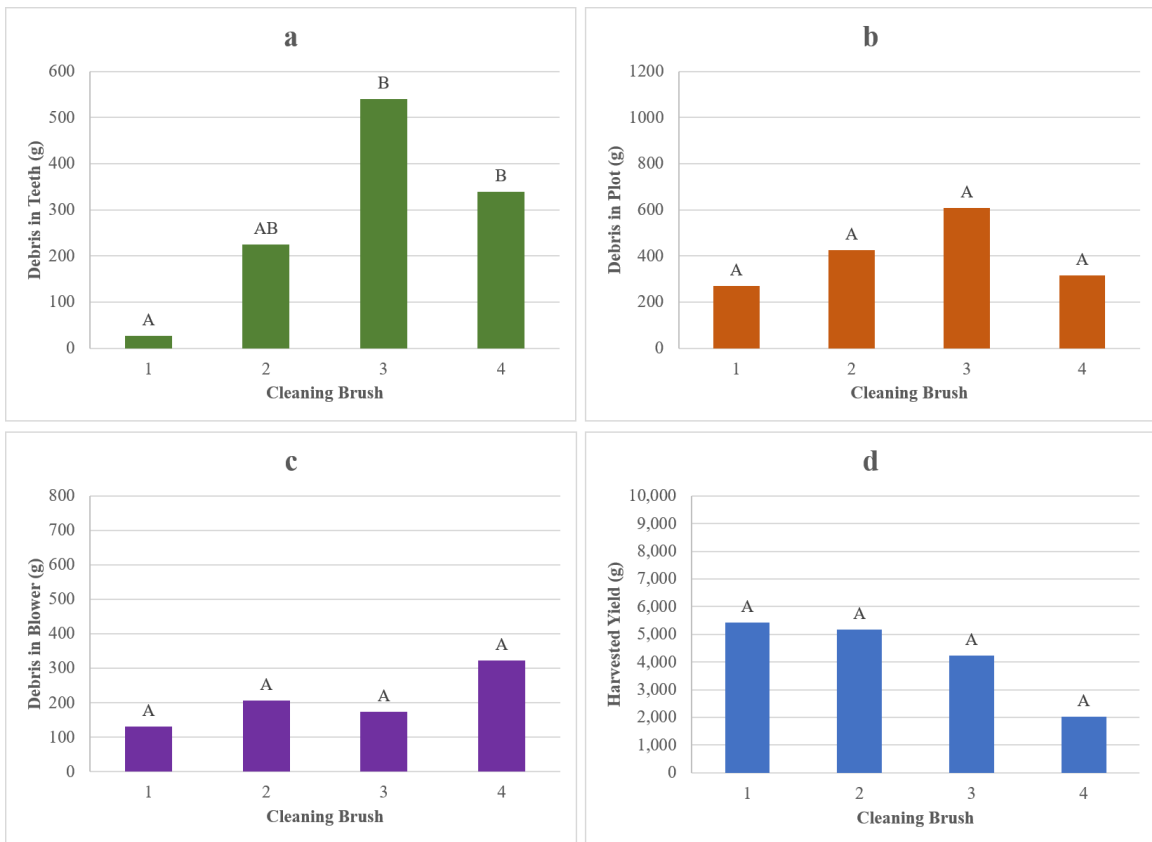 a
600
500
400
300
200
100
0
Debris in Teeth (g)
A
AB
B
B
1 2 3 4
Cleaning Brush
b
1200
1000
800
600
400
200
0
Debris in Plot (g)
A
A
A
A
1 2 3 4
Cleaning Brush
c
800
700
600
500
400
300
200
100
0
Debris in Blower (g)
A
A
A
A
1 2 3 4
Cleaning Brush
d
10,000
9,000
8,000
7,000
6,000
5,000
4,000
3,000
2,000
1,000
0
Harvested Yield (g)
A
A
A
A
1 2 3 4
Cleaning Brush